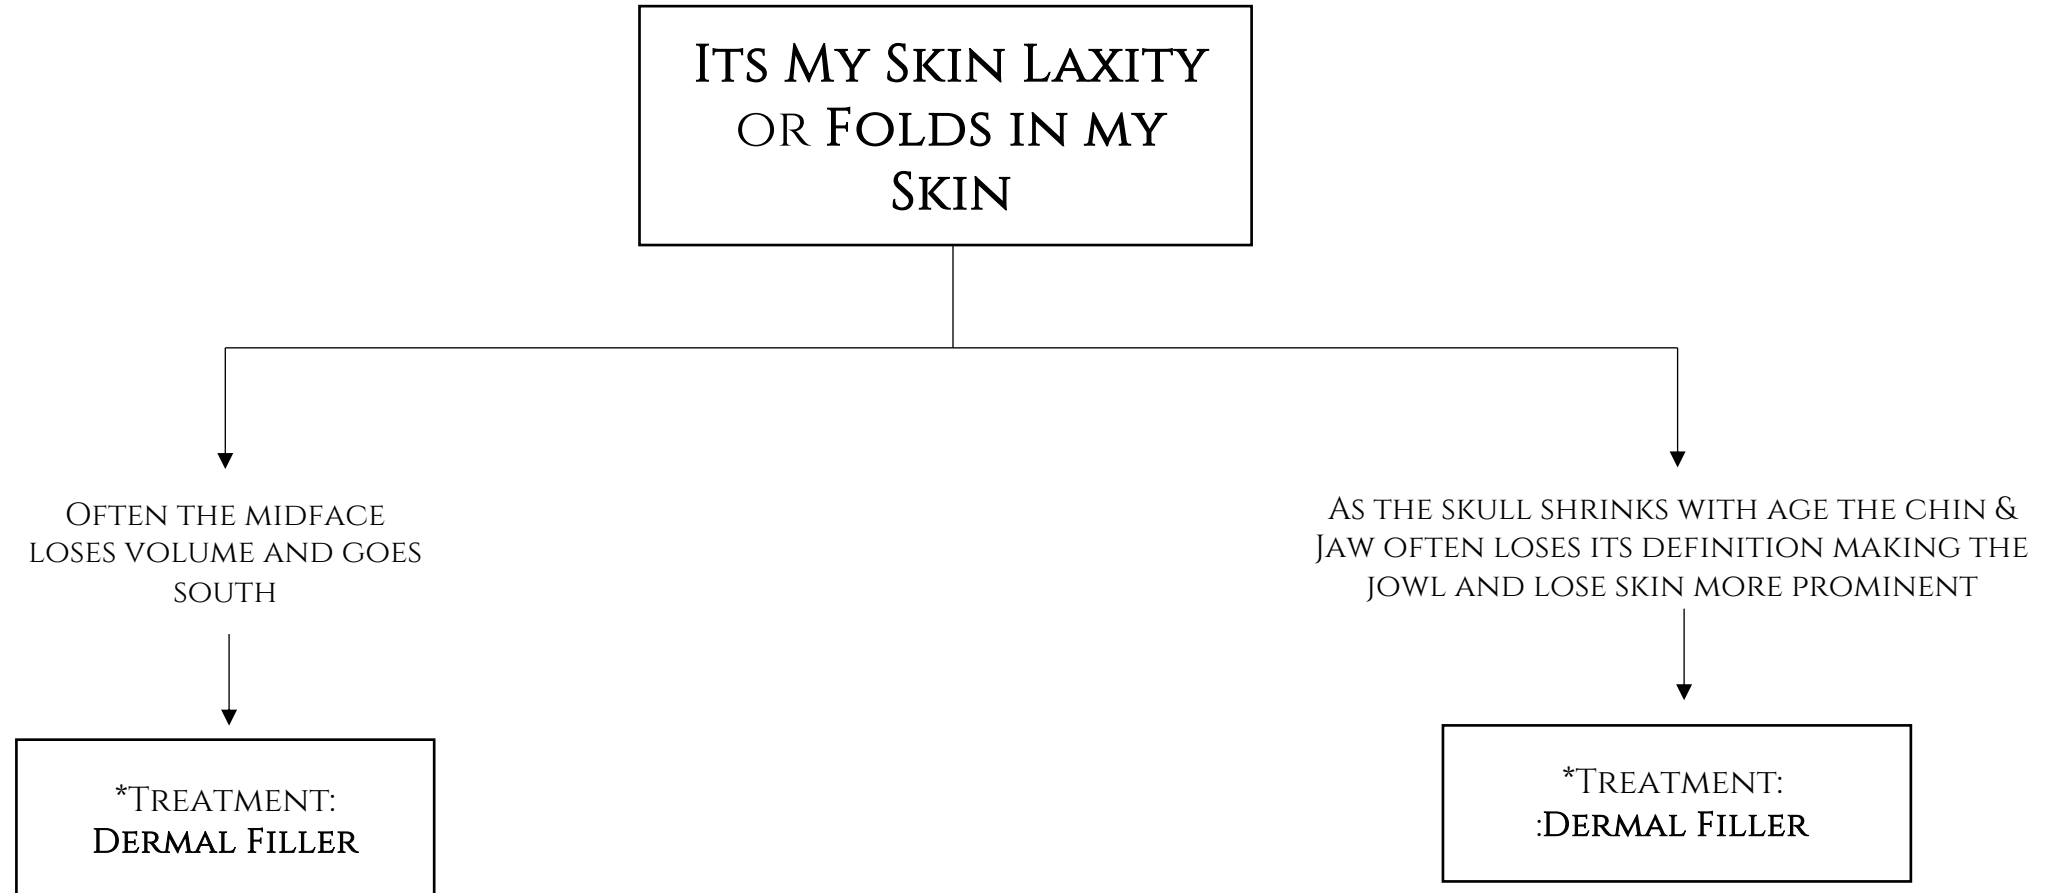 Its My Skin Laxity
or Folds in my
Skin
Often the midface
loses volume and goes
south
As the skull shrinks with age the chin &
Jaw often loses its definition making the
jowl and lose skin more prominent
*Treatment:
Dermal Filler
*Treatment:
:Dermal Filler